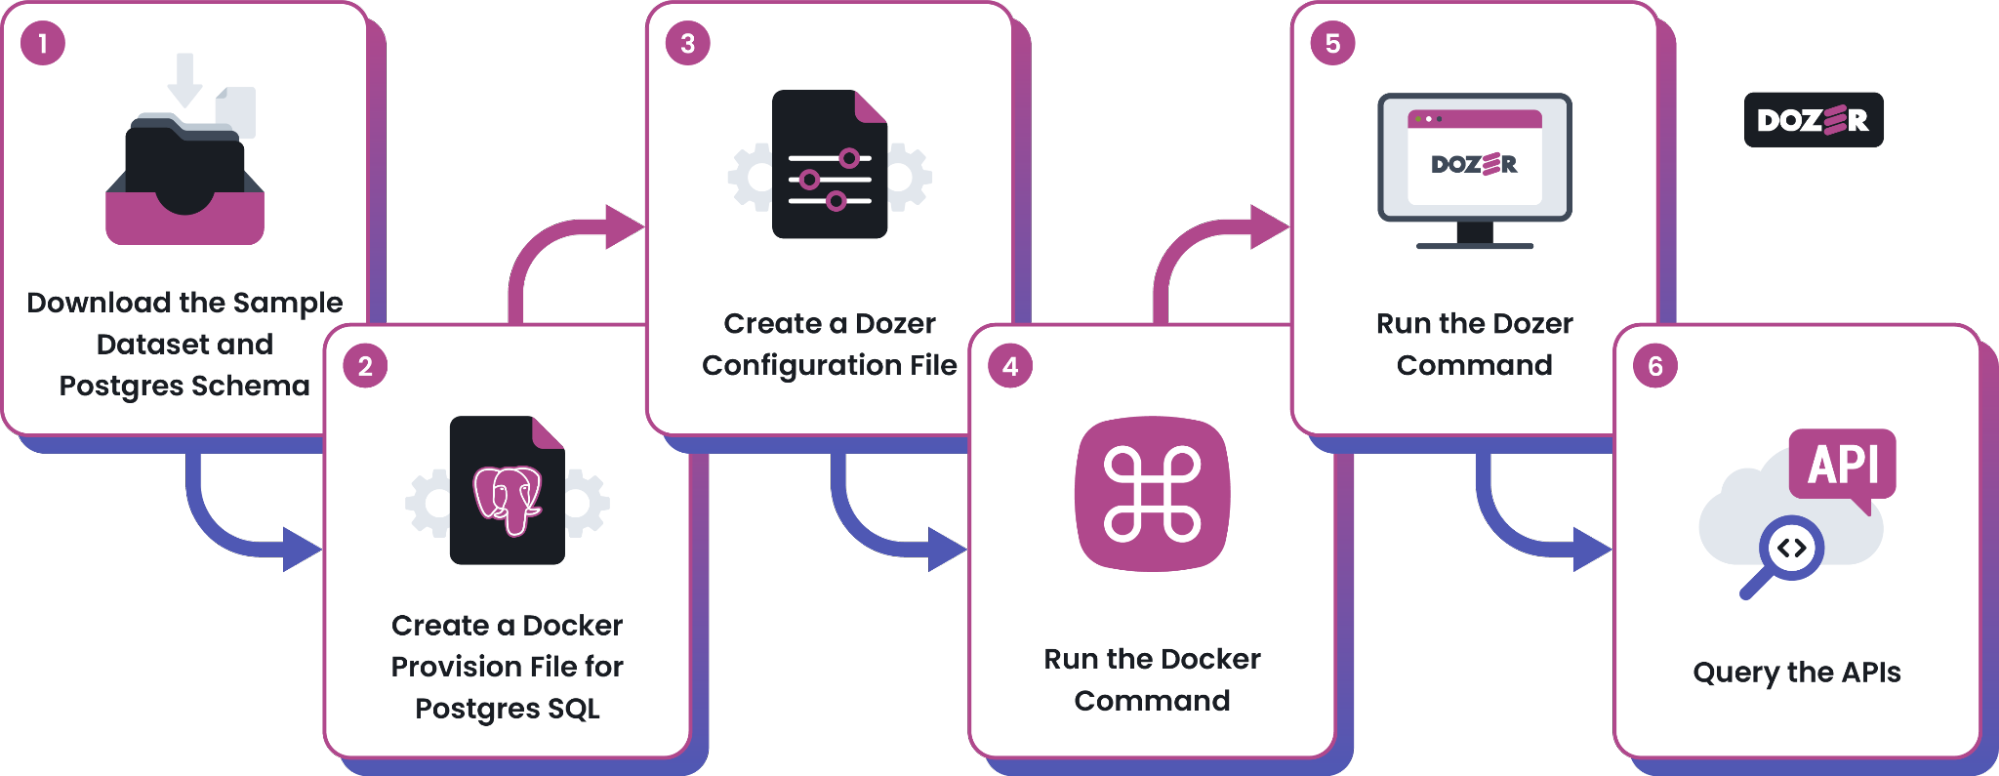 1
Download the Sample
Dataset and
Postgres Schema
2
Create a Docker
Provision File for
Postgres SQL
3
Create a Dozer
Configuration File
4
Run the Docker
Command
5
DOZER
Run the Dozer
Command
DOZER
6
API
<>
Query the APIs